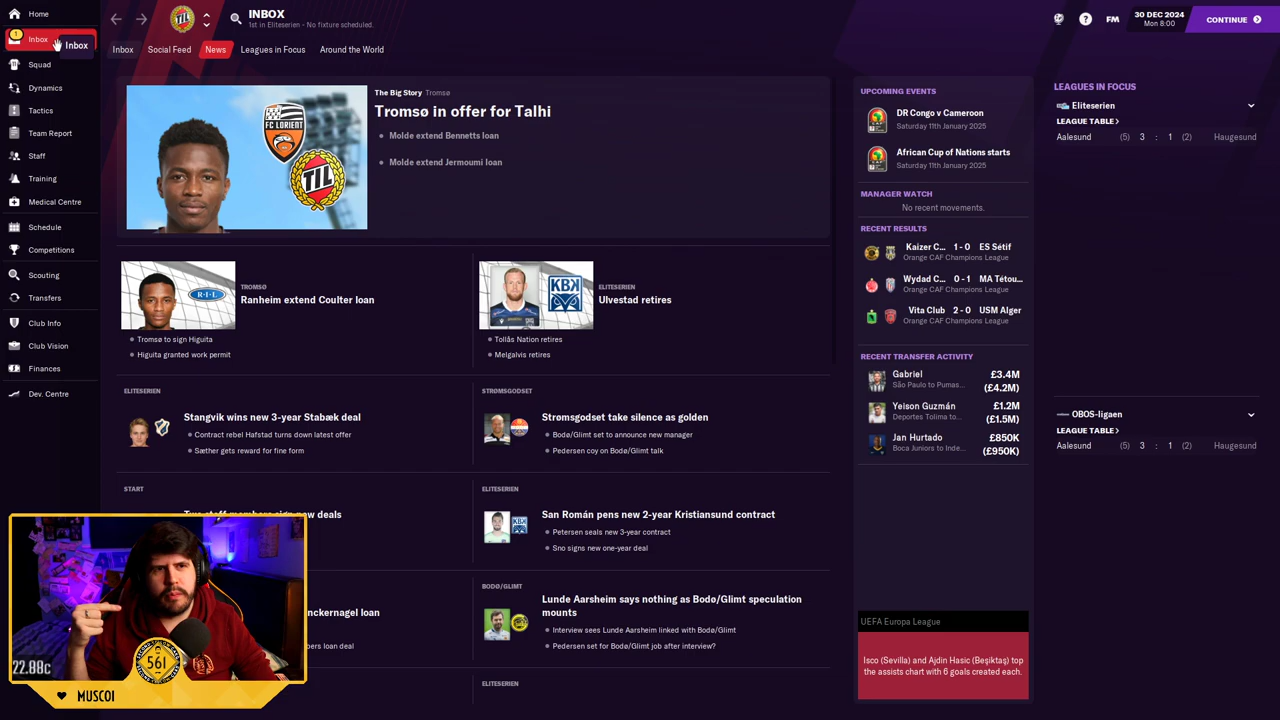 Home
INBOX
1st in Eliteserien - No fixture scheduled.
FM
30 DEC 2024
Mon 8:00
CONTINUE
1
Inbox
Inbox
Squad
Dynamics
Tactics
Team Report
Staff
Training
Medical Centre
Schedule
Competitions
Scouting
Transfers
Club Info
Club Vision
Finances
Dev. Centre
Inbox
Social Feed
News
Leagues in Focus
Around the World
FC LORIENT
TIL
The Big Story Tromsø
Tromsø in offer for Talhi
Molde extend Bennetts loan
Molde extend Jermoumi loan
R·I·L
TROMSØ
Ranheim extend Coulter loan
Tromsø to sign Higuita
Higuita granted work permit
KBK
ELITESERIEN
Ulvestad retires
Tollås Nation retires
Melgalvis retires
ELITESERIEN
Stangvik wins new 3-year Stabæk deal
Contract rebel Hafstad turns down latest offer
Sæther gets reward for fine form
STRØMSGODSET
Stromsgodset take silence as golden
Bodø/Glimt set to announce new manager
Pedersen coy on Bodø/Glimt talk
START
ELITESERIEN
San Román pens new 2-year Kristiansund contract
Petersen seals new 3-year contract
Sno signs new one-year deal
BODØ/GLIMT
Lunde Aarsheim says nothing as Bodø/Glimt speculation
mounts
Interview sees Lunde Aarsheim linked with Bodø/Glimt
Pedersen set for Bodø/Glimt job after interview?
ELITESERIEN
UPCOMING EVENTS
DR Congo v Cameroon
Saturday 11th January 2025
African Cup of Nations starts
Saturday 11th January 2025
MANAGER WATCH
No recent movements.
RECENT RESULTS
Kaizer C... 1 - 0 ES Sétif
Orange CAF Champions League
Wydad C... 0 - 1 MA Tétou...
Orange CAF Champions League
Vita Club 2 - 0 USM Alger
Orange CAF Champions League
RECENT TRANSFER ACTIVITY
Gabriel £3.4M
São Paulo to Pumas... (£4.2M)
Yeison Guzmán £1.2M
Deportes Tolima to... (£1.5M)
Jan Hurtado £850K
Boca Juniors to Inde... (£950K)
UEFA Europa League
Isco (Sevilla) and Ajdin Hasic (Beşiktaş) top
the assists chart with 6 goals created each.
LEAGUES IN FOCUS
Eliteserien
LEAGUE TABLE >
Aalesund (5) 3 : 1 (2) Haugesund
OBOS-ligaen
LEAGUE TABLE >
Aalesund (5) 3 : 1 (2) Haugesund
22.88c
561
MUSCOI